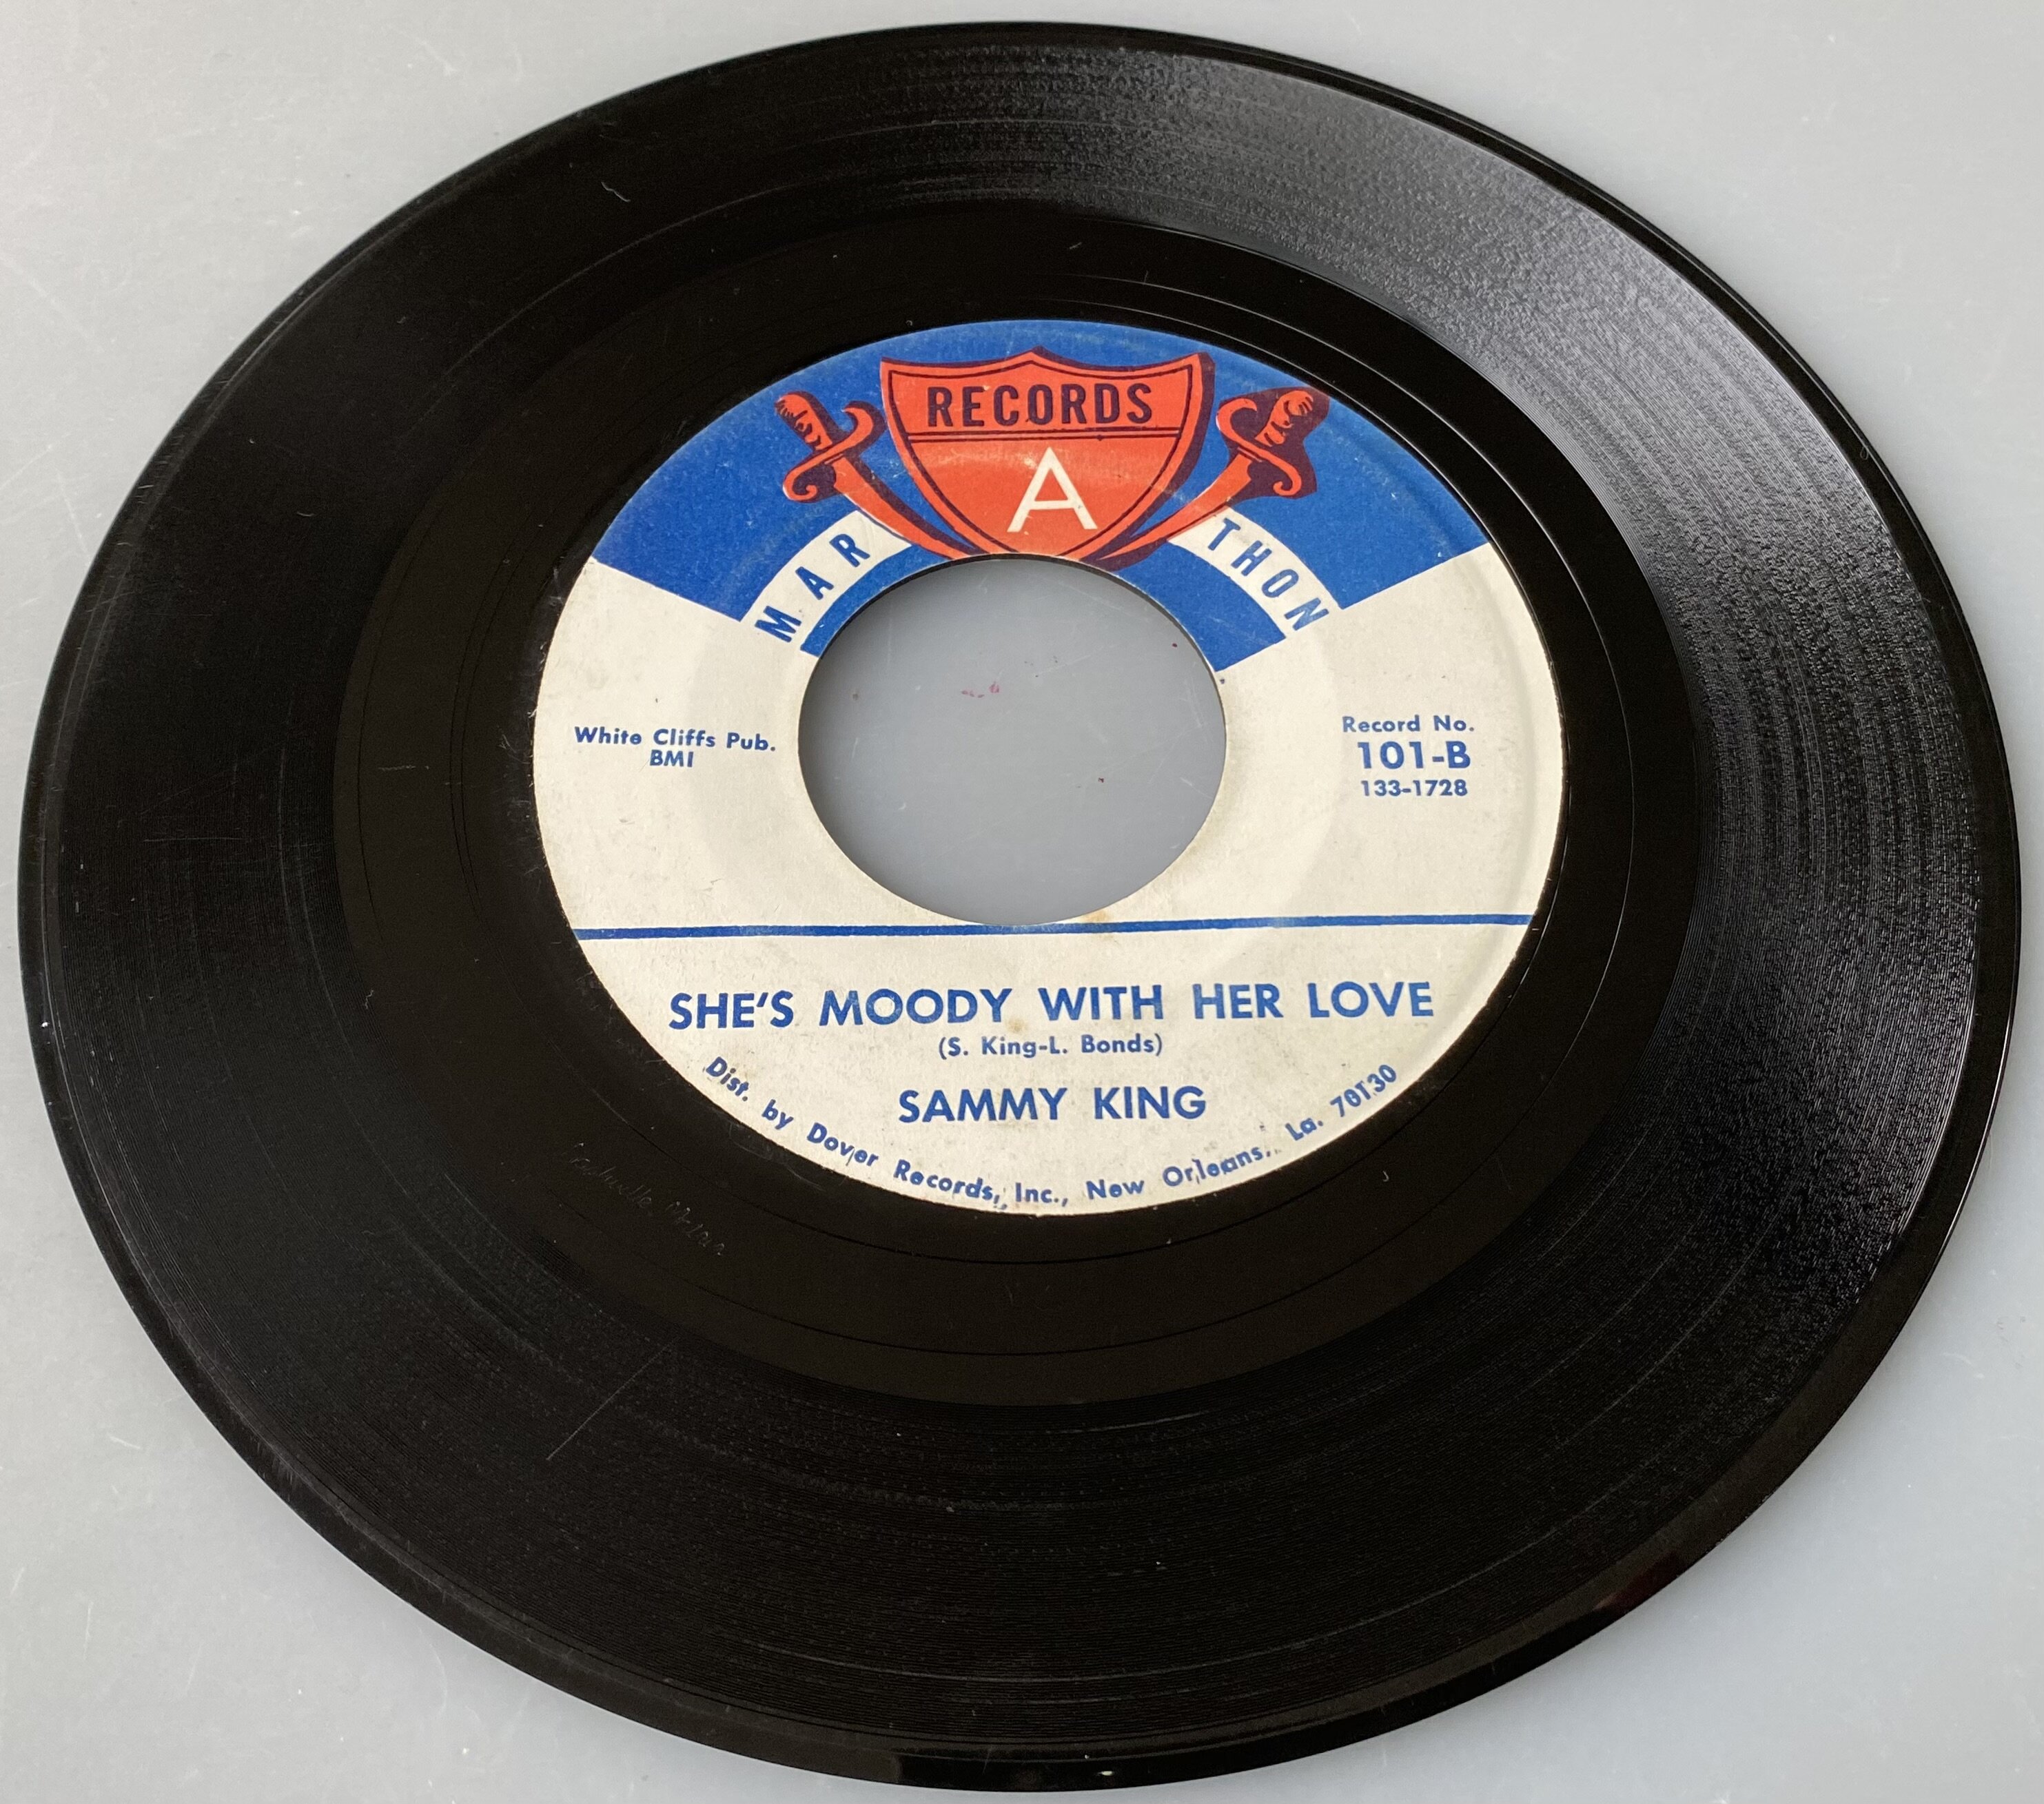 RECORDS
MARATHON
White Cliffs Pub.
BMI
Record No.
101-B
133-1728
SHE'S MOODY WITH HER LOVE
(S. King-L. Bonds)
SAMMY KING
Dist. by Dover Records, Inc., New Orleans, La. 70130